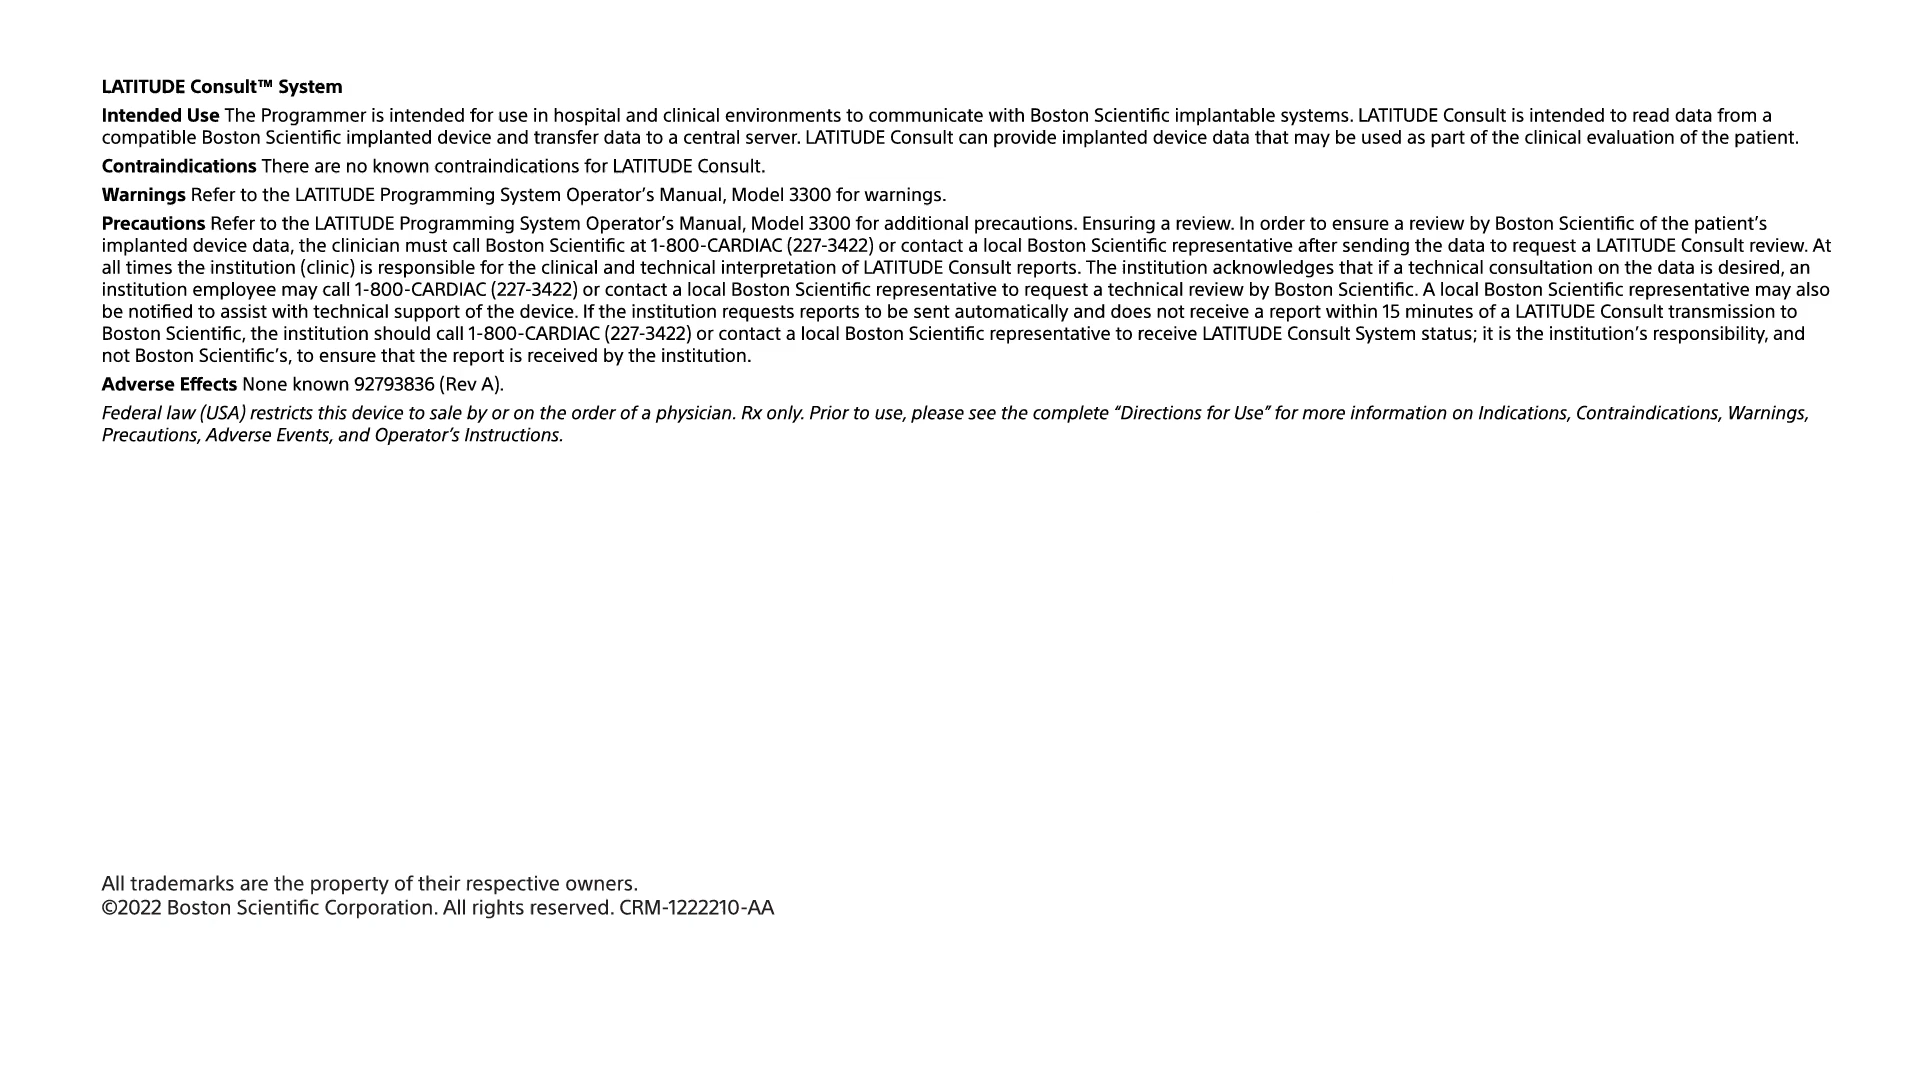 LATITUDE Consult™ System
Intended Use The Programmer is intended for use in hospital and clinical environments to communicate with Boston Scientific implantable systems. LATITUDE Consult is intended to read data from a
compatible Boston Scientific implanted device and transfer data to a central server. LATITUDE Consult can provide implanted device data that may be used as part of the clinical evaluation of the patient.
Contraindications There are no known contraindications for LATITUDE Consult.
Warnings Refer to the LATITUDE Programming System Operator’s Manual, Model 3300 for warnings.
Precautions Refer to the LATITUDE Programming System Operator’s Manual, Model 3300 for additional precautions. Ensuring a review. In order to ensure a review by Boston Scientific of the patient’s
implanted device data, the clinician must call Boston Scientific at 1-800-CARDIAC (227-3422) or contact a local Boston Scientific representative after sending the data to request a LATITUDE Consult review. At
all times the institution (clinic) is responsible for the clinical and technical interpretation of LATITUDE Consult reports. The institution acknowledges that if a technical consultation on the data is desired, an
institution employee may call 1-800-CARDIAC (227-3422) or contact a local Boston Scientific representative to request a technical review by Boston Scientific. A local Boston Scientific representative may also
be notified to assist with technical support of the device. If the institution requests reports to be sent automatically and does not receive a report within 15 minutes of a LATITUDE Consult transmission to
Boston Scientific, the institution should call 1-800-CARDIAC (227-3422) or contact a local Boston Scientific representative to receive LATITUDE Consult System status; it is the institution’s responsibility, and
not Boston Scientific’s, to ensure that the report is received by the institution.
Adverse Effects None known 92793836 (Rev A).
Federal law (USA) restricts this device to sale by or on the order of a physician. Rx only. Prior to use, please see the complete “Directions for Use” for more information on Indications, Contraindications, Warnings,
Precautions, Adverse Events, and Operator’s Instructions.
All trademarks are the property of their respective owners.
©2022 Boston Scientific Corporation. All rights reserved. CRM-1222210-AA